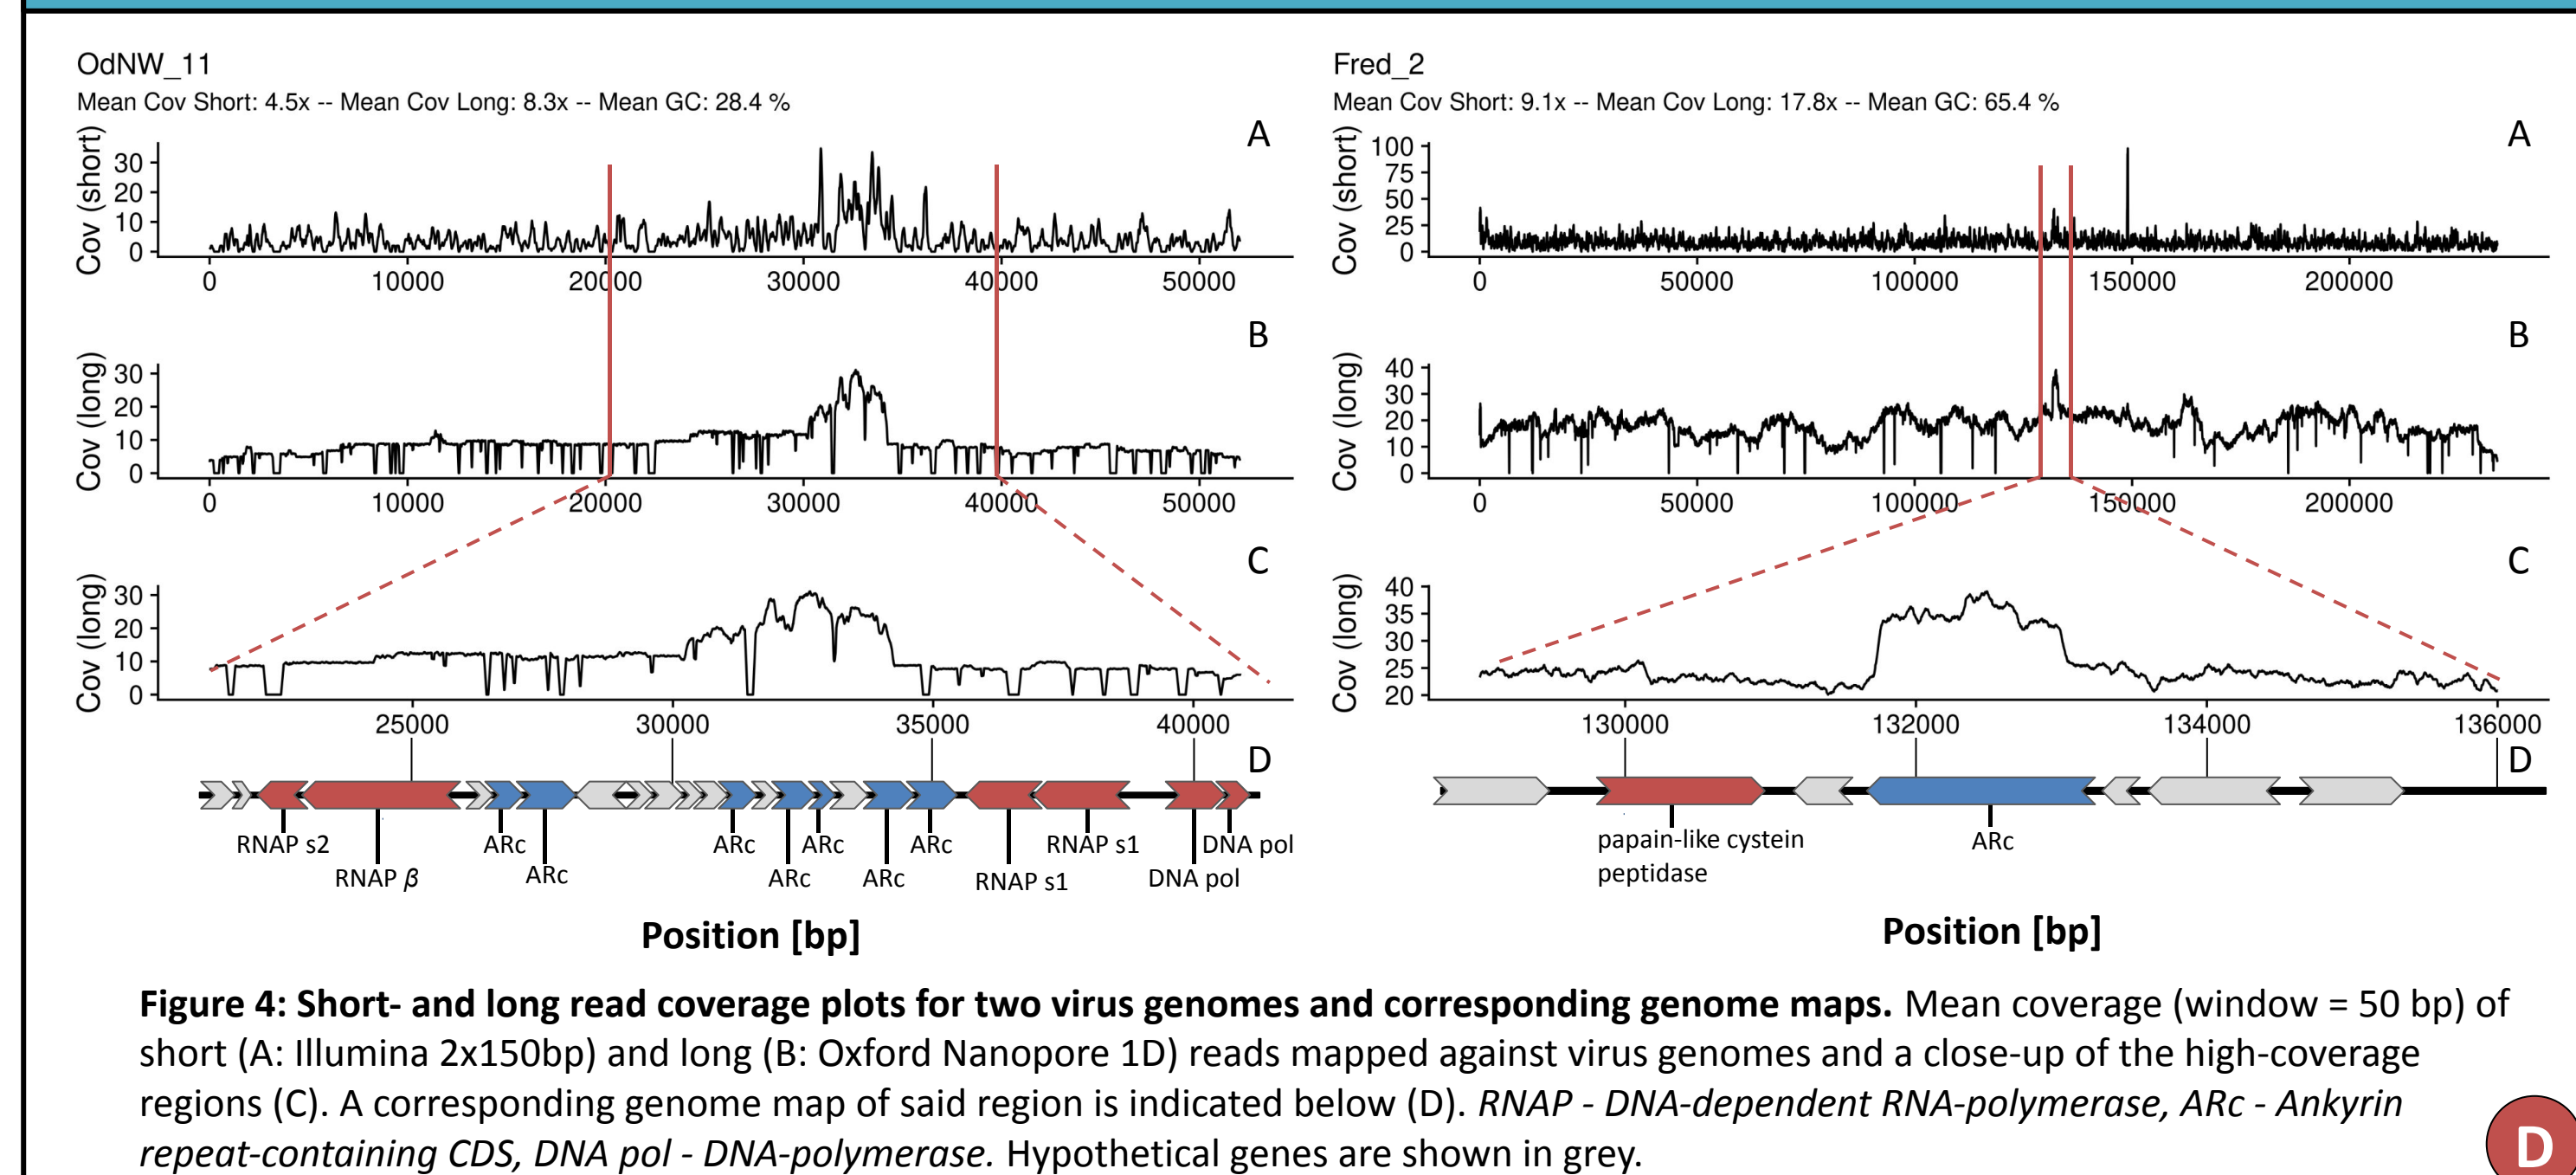 OdNW_11
Mean Cov Short: 4.5x -- Mean Cov Long: 8.3x -- Mean GC: 28.4 %
A
Cov (short)
30
20
10
0
0 10000 20000 30000 40000 50000
B
Cov (long)
30
20
10
0
0 10000 20000 30000 40000 50000
C
Cov (long)
30
20
10
0
25000 30000 35000 40000
D
RNAP s2 ARc ARc ARc ARc RNAP s1 DNA pol
RNAP β ARc ARc ARc RNAP s1 DNA pol
Position [bp]
Fred_2
Mean Cov Short: 9.1x -- Mean Cov Long: 17.8x -- Mean GC: 65.4 %
A
Cov (short)
100
75
50
25
0
0 50000 100000 150000 200000
B
Cov (long)
40
30
20
10
0
0 50000 100000 150000 200000
C
Cov (long)
40
35
30
25
20
130000 132000 134000 136000
D
papain-like cystein ARc
peptidase
Position [bp]
Figure 4: Short- and long read coverage plots for two virus genomes and corresponding genome maps. Mean coverage (window = 50 bp) of
short (A: Illumina 2x150bp) and long (B: Oxford Nanopore 1D) reads mapped against virus genomes and a close-up of the high-coverage
regions (C). A corresponding genome map of said region is indicated below (D). RNAP - DNA-dependent RNA-polymerase, ARc - Ankyrin
repeat-containing CDS, DNA pol - DNA-polymerase. Hypothetical genes are shown in grey.
D